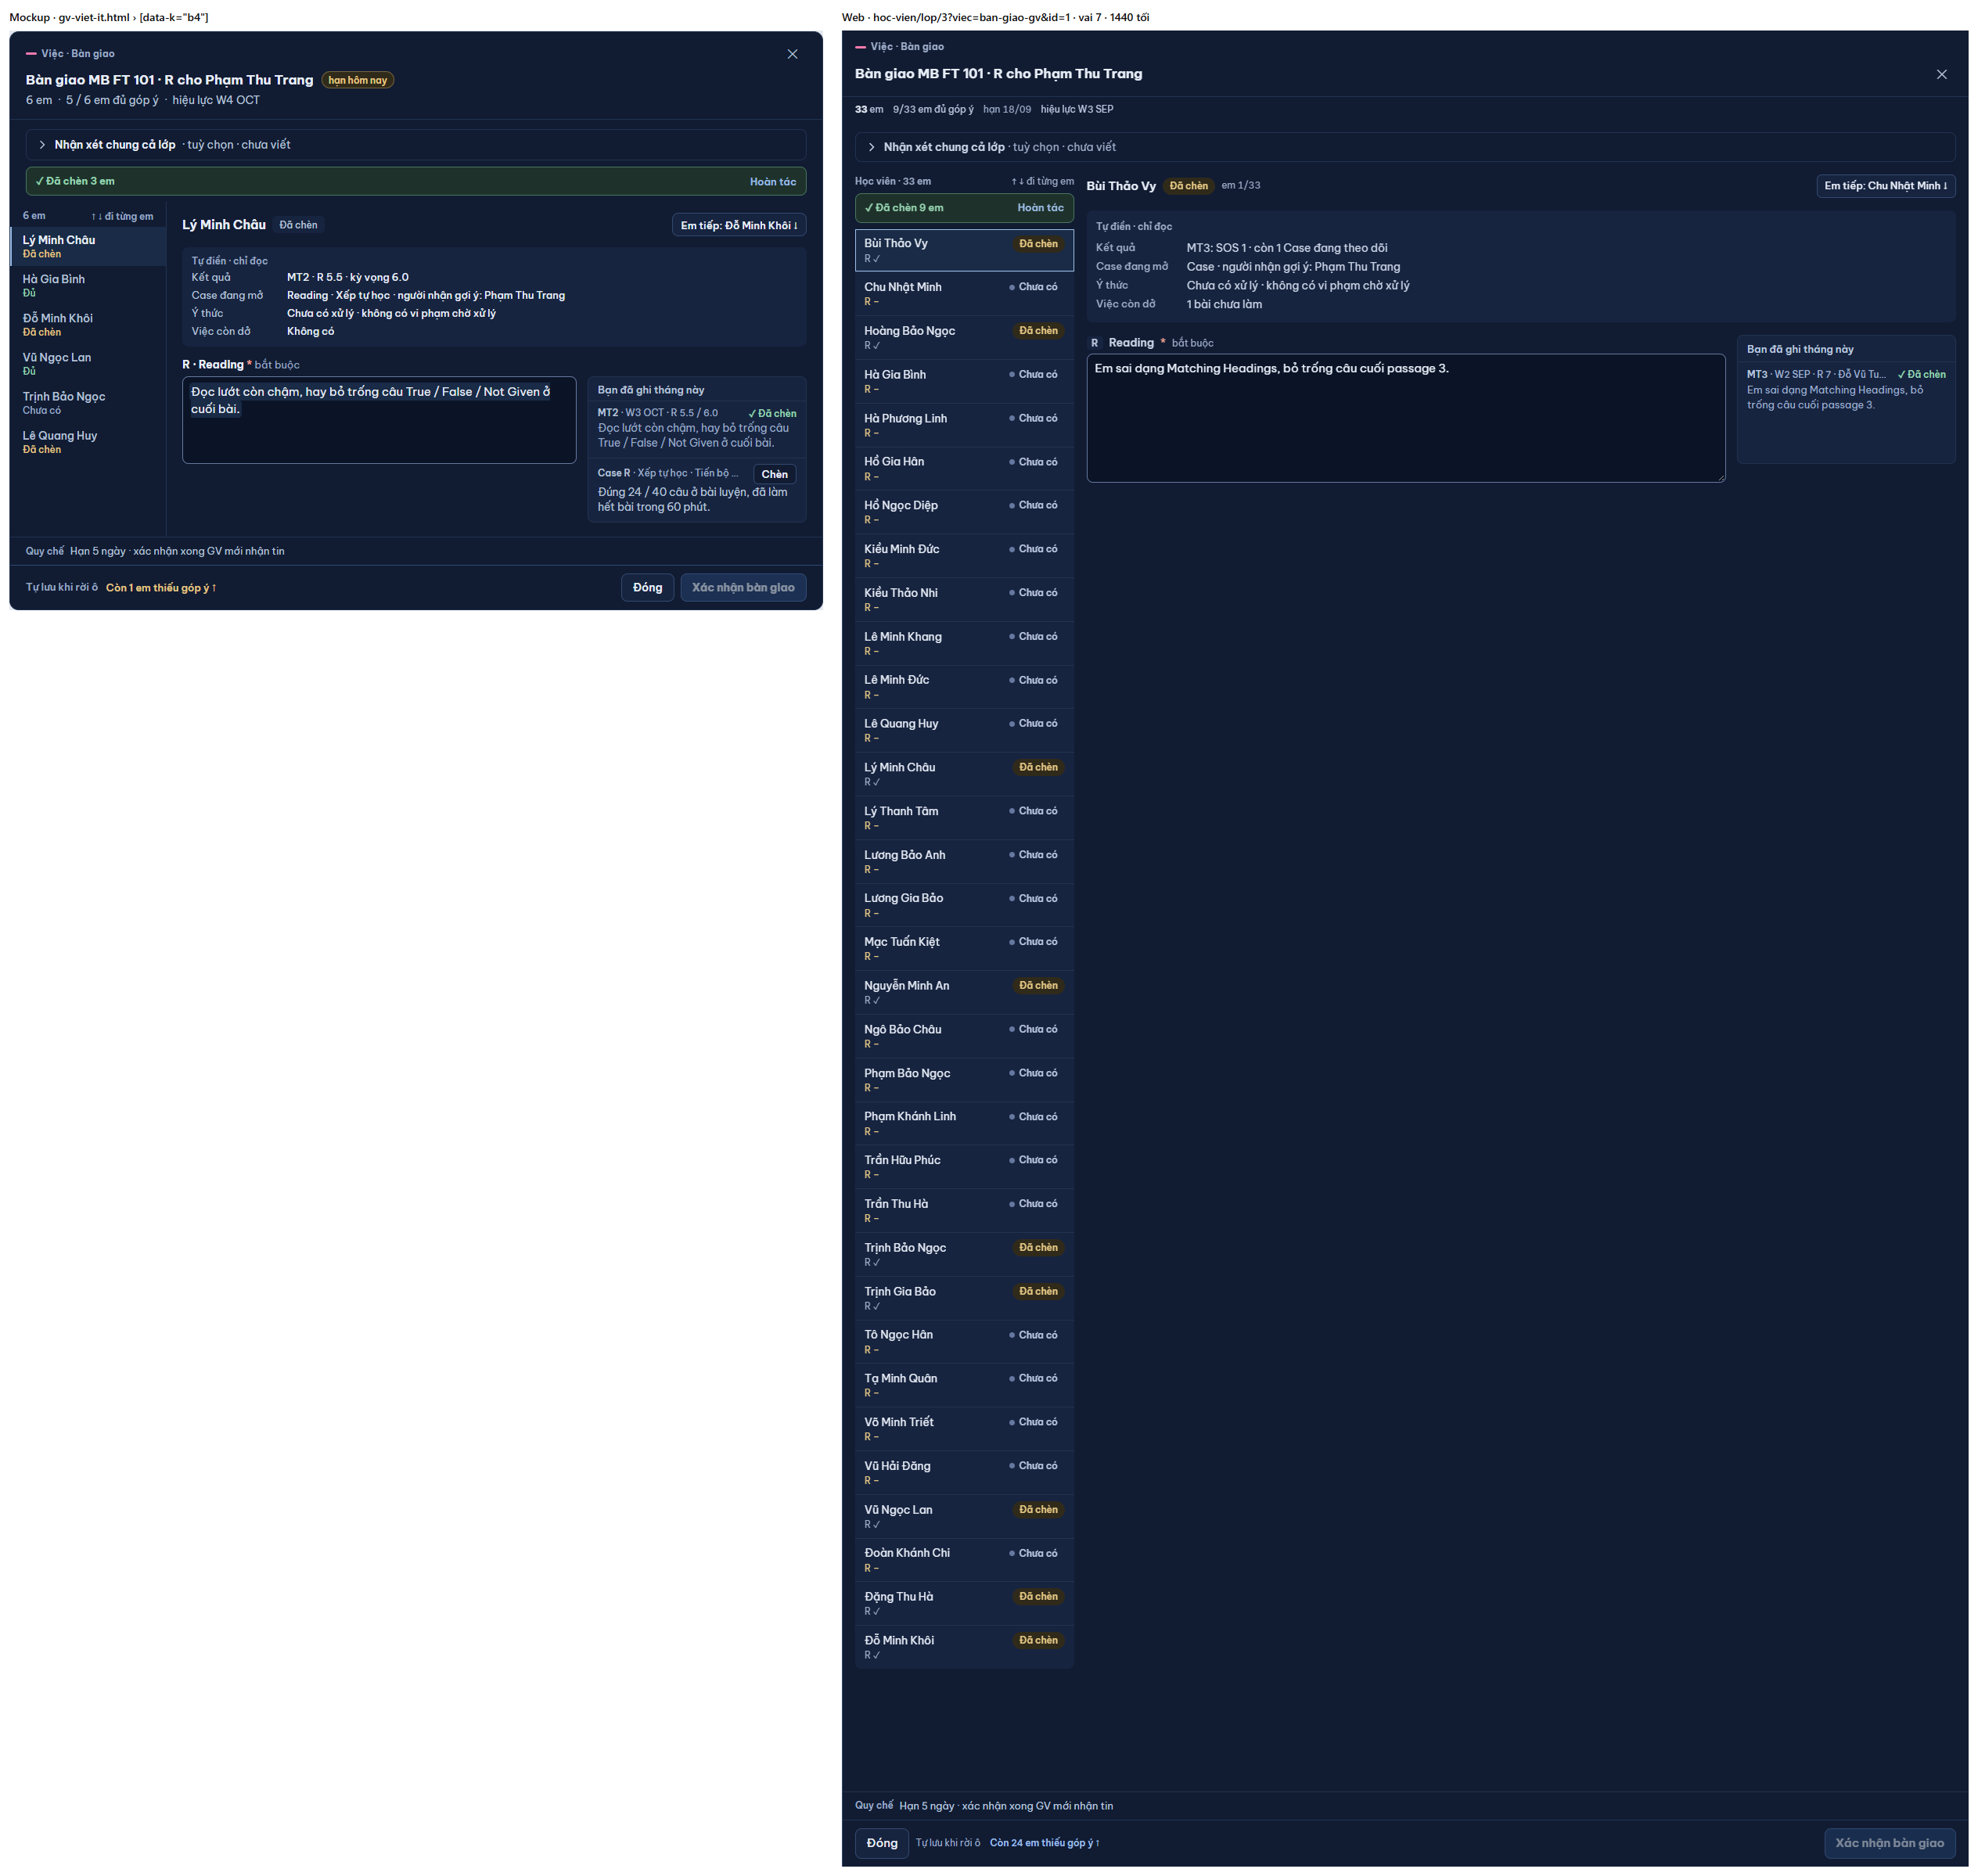 Mockup · gv-viet-it.html › [data-k="b4"]
Việc · Bàn giao
Bàn giao MB FT 101 · R cho Phạm Thu Trang hạn hôm nay
6 em · 5 / 6 em đủ góp ý · hiệu lực W4 OCT
Nhận xét chung cả lớp · tuỳ chọn · chưa viết
✓ Đã chèn 3 em Hoàn tác
6 em ↑ ↓ đi từng em
Lý Minh Châu
Đã chèn
Hà Gia Bình
Đủ
Đỗ Minh Khôi
Đã chèn
Vũ Ngọc Lan
Đủ
Trịnh Bảo Ngọc
Chưa có
Lê Quang Huy
Đã chèn
Lý Minh Châu Đã chèn Em tiếp: Đỗ Minh Khôi ↓
Tự điền · chỉ đọc
Kết quả MT2 · R 5.5 · kỳ vọng 6.0
Case đang mở Reading · Xếp tự học · người nhận gợi ý: Phạm Thu Trang
Ý thức Chưa có xử lý · không có vi phạm chờ xử lý
Việc còn dở Không có
R · Reading * bắt buộc
Đọc lướt còn chậm, hay bỏ trống câu True / False / Not Given ở
cuối bài.
Bạn đã ghi tháng này
MT2 · W3 OCT · R 5.5 / 6.0 ✓ Đã chèn
Đọc lướt còn chậm, hay bỏ trống câu
True / False / Not Given ở cuối bài.
Case R · Xếp tự học · Tiến bộ ... Chèn
Đúng 24 / 40 câu ở bài luyện, đã làm
hết bài trong 60 phút.
Quy chế Hạn 5 ngày · xác nhận xong GV mới nhận tin
Tự lưu khi rời ô Còn 1 em thiếu góp ý ↑ Đóng Xác nhận bàn giao
Web · hoc-vien/lop/3?viec=ban-giao-gv&id=1 · vai 7 · 1440 tối
Việc · Bàn giao
Bàn giao MB FT 101 · R cho Phạm Thu Trang
33 em 9/33 em đủ góp ý hạn 18/09 hiệu lực W3 SEP
Nhận xét chung cả lớp · tuỳ chọn · chưa viết
Học viên · 33 em ↑ ↓ đi từng em
✓ Đã chèn 9 em Hoàn tác
Bùi Thảo Vy Đã chèn
R ✓
Chu Nhật Minh Chưa có
R –
Hoàng Bảo Ngọc Đã chèn
R ✓
Hà Gia Bình Chưa có
R –
Hà Phương Linh Chưa có
R –
Hồ Gia Hân Chưa có
R –
Hồ Ngọc Diệp Chưa có
R –
Kiều Minh Đức Chưa có
R –
Kiều Thảo Nhi Chưa có
R –
Lê Minh Khang Chưa có
R –
Lê Minh Đức Chưa có
R –
Lê Quang Huy Chưa có
R –
Lý Minh Châu Đã chèn
R ✓
Lý Thanh Tâm Chưa có
R –
Lương Bảo Anh Chưa có
R –
Lương Gia Bảo Chưa có
R –
Mạc Tuấn Kiệt Chưa có
R –
Nguyễn Minh An Đã chèn
R ✓
Ngô Bảo Châu Chưa có
R –
Phạm Bảo Ngọc Chưa có
R –
Phạm Khánh Linh Chưa có
R –
Trần Hữu Phúc Chưa có
R –
Trần Thu Hà Chưa có
R –
Trịnh Bảo Ngọc Đã chèn
R ✓
Trịnh Gia Bảo Đã chèn
R ✓
Tô Ngọc Hân Chưa có
R –
Tạ Minh Quân Chưa có
R –
Võ Minh Triết Chưa có
R –
Vũ Hải Đăng Chưa có
R –
Vũ Ngọc Lan Đã chèn
R ✓
Đoàn Khánh Chi Chưa có
R –
Đặng Thu Hà Đã chèn
R ✓
Đỗ Minh Khôi Đã chèn
R ✓
Bùi Thảo Vy Đã chèn em 1/33 Em tiếp: Chu Nhật Minh ↓
Tự điền · chỉ đọc
Kết quả MT3: SOS 1 · còn 1 Case đang theo dõi
Case đang mở Case · người nhận gợi ý: Phạm Thu Trang
Ý thức Chưa có xử lý · không có vi phạm chờ xử lý
Việc còn dở 1 bài chưa làm
R Reading * bắt buộc
Em sai dạng Matching Headings, bỏ trống câu cuối passage 3.
Bạn đã ghi tháng này
MT3 · W2 SEP · R 7 · Đỗ Vũ Tu... ✓ Đã chèn
Em sai dạng Matching Headings, bỏ
trống câu cuối passage 3.
Quy chế Hạn 5 ngày · xác nhận xong GV mới nhận tin
Đóng Tự lưu khi rời ô Còn 24 em thiếu góp ý ↑ Xác nhận bàn giao